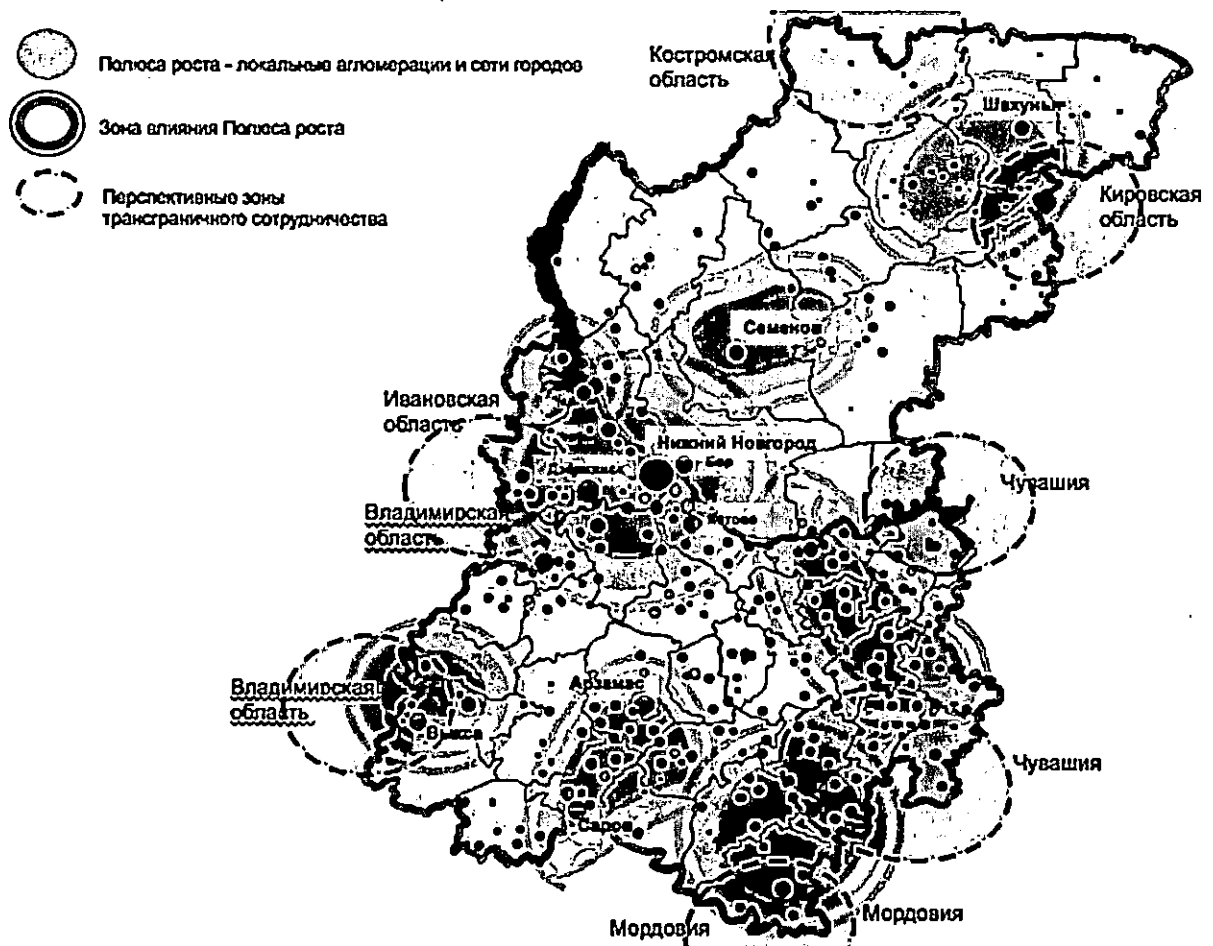 Полюса роста - локальные агломерации и сети городов
Зона влияния Полюса роста
Перспективные зоны
трансграничного сотрудничества
Костромская
область
Шахунья
Кировская
область
Семенов
Ивановская
область
Нижний Новгород
Бор
Дзержинск
Чувашия
Владимирская
область
Кстово
Арзамас
Владимирская
область
Выкса
Чувашия
Саров
Мордовия
Мордовия